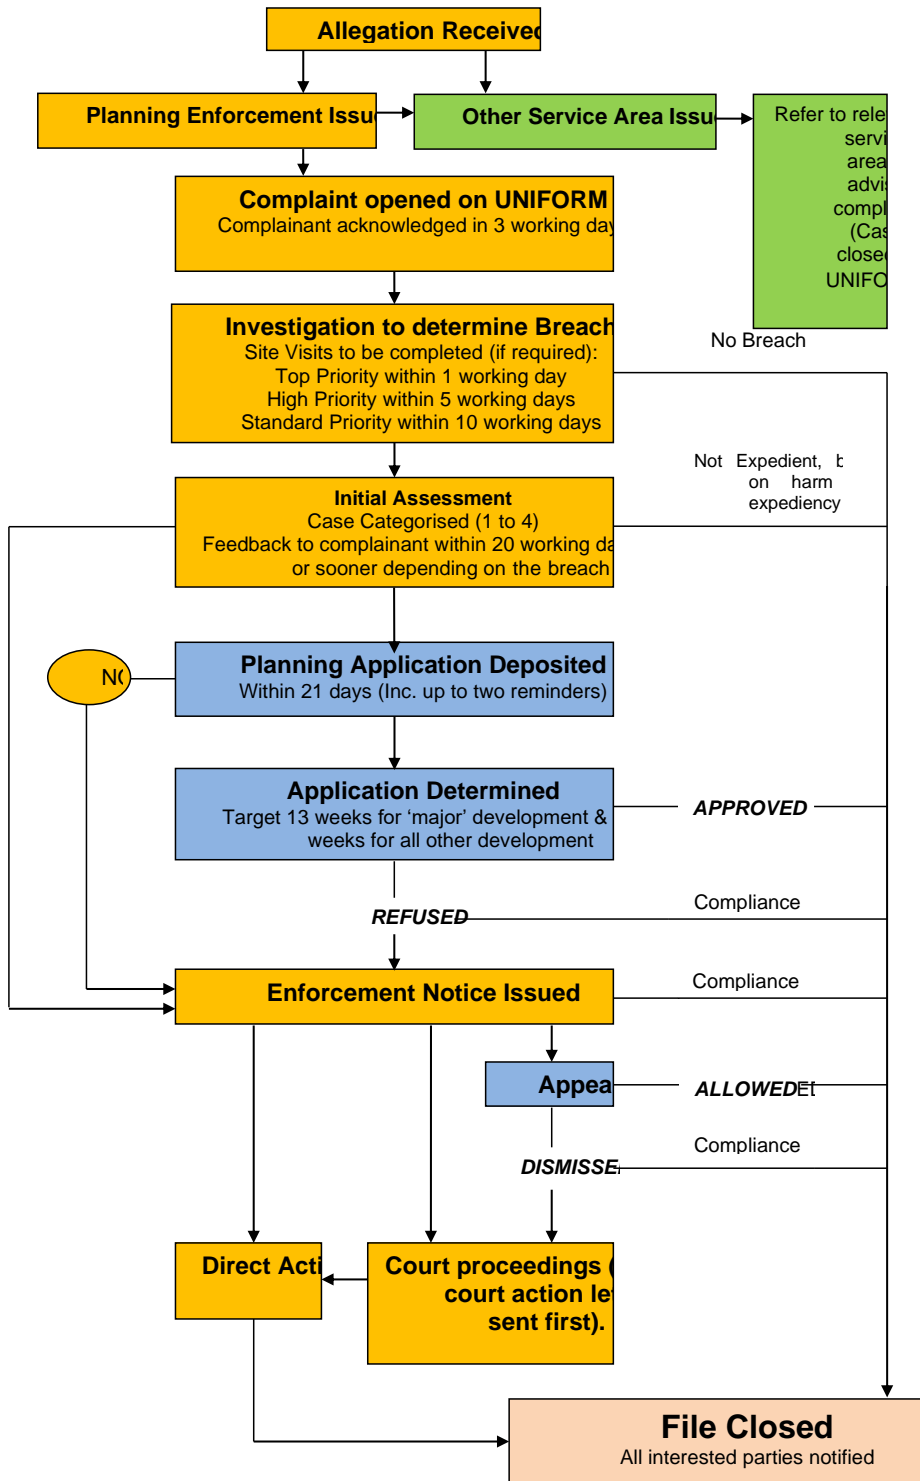 Allegation Received
Planning Enforcement Issu
Other Service Area Issu
Refer to rele
servi
area
advis
compl
(Cas
close
UNIFO
Complaint opened on UNIFORM
Complainant acknowledged in 3 working day
Investigation to determine Breach
Site Visits to be completed (if required):
Top Priority within 1 working day
High Priority within 5 working days
Standard Priority within 10 working days
No Breach
Initial Assessment
Case Categorised (1 to 4)
Feedback to complainant within 20 working da
or sooner depending on the breach
Not Expedient, b
on harm
expediency
Planning Application Deposited
Within 21 days (Inc. up to two reminders)
NO
Application Determined
Target 13 weeks for ‘major’ development &
weeks for all other development
APPROVED
REFUSED
Compliance
Enforcement Notice Issued
Compliance
Appea
ALLOWED
Compliance
DISMISSE
Direct Acti
Court proceedings (
court action le
sent first).
File Closed
All interested parties notified